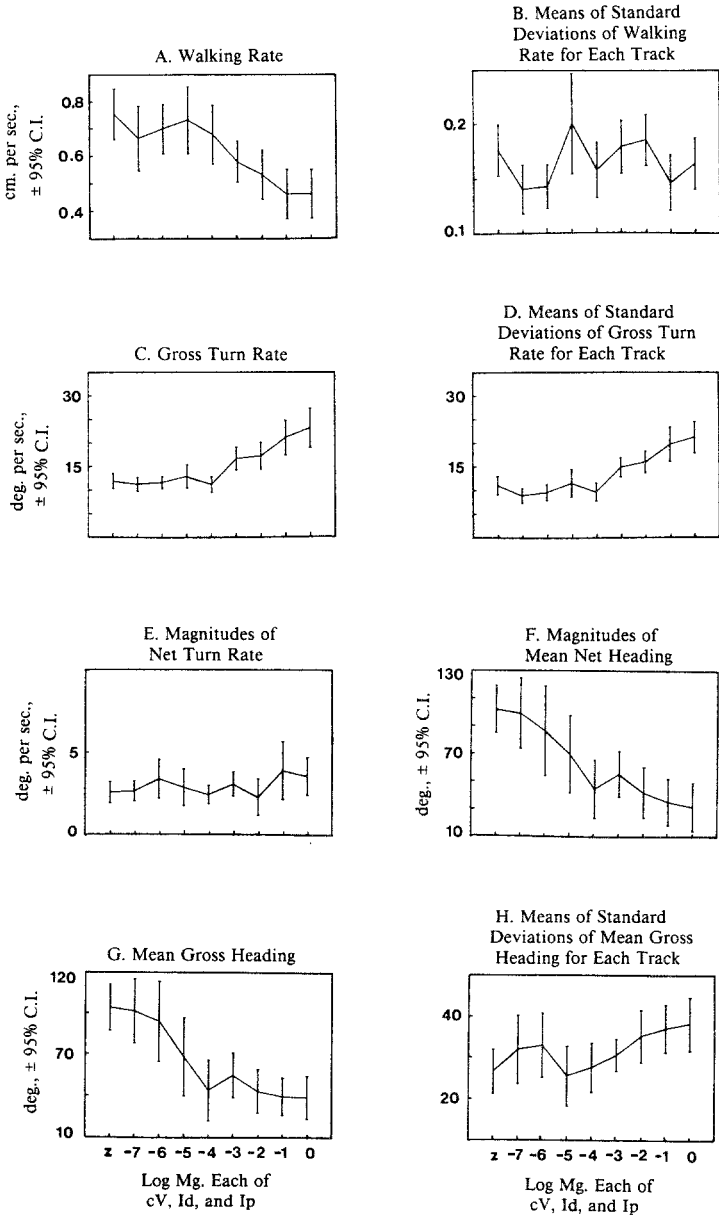 A. Walking Rate
cm. per sec.,
± 95% C.I.
0.8
0.6
0.4
B. Means of Standard
Deviations of Walking
Rate for Each Track
0.2
0.1
C. Gross Turn Rate
deg. per sec.,
± 95% C.I.
30
15
D. Means of Standard
Deviations of Gross Turn
Rate for Each Track
30
15
E. Magnitudes of
Net Turn Rate
deg. per sec.,
± 95% C.I.
5
0
F. Magnitudes of
Mean Net Heading
deg., ± 95% C.I.
130
70
10
G. Mean Gross Heading
deg., ± 95% C.I.
120
70
10
z -7 -6 -5 -4 -3 -2 -1 0
Log Mg. Each of
cV, Id, and Ip
H. Means of Standard
Deviations of Mean Gross
Heading for Each Track
40
20
z -7 -6 -5 -4 -3 -2 -1 0
Log Mg. Each of
cV, Id, and Ip